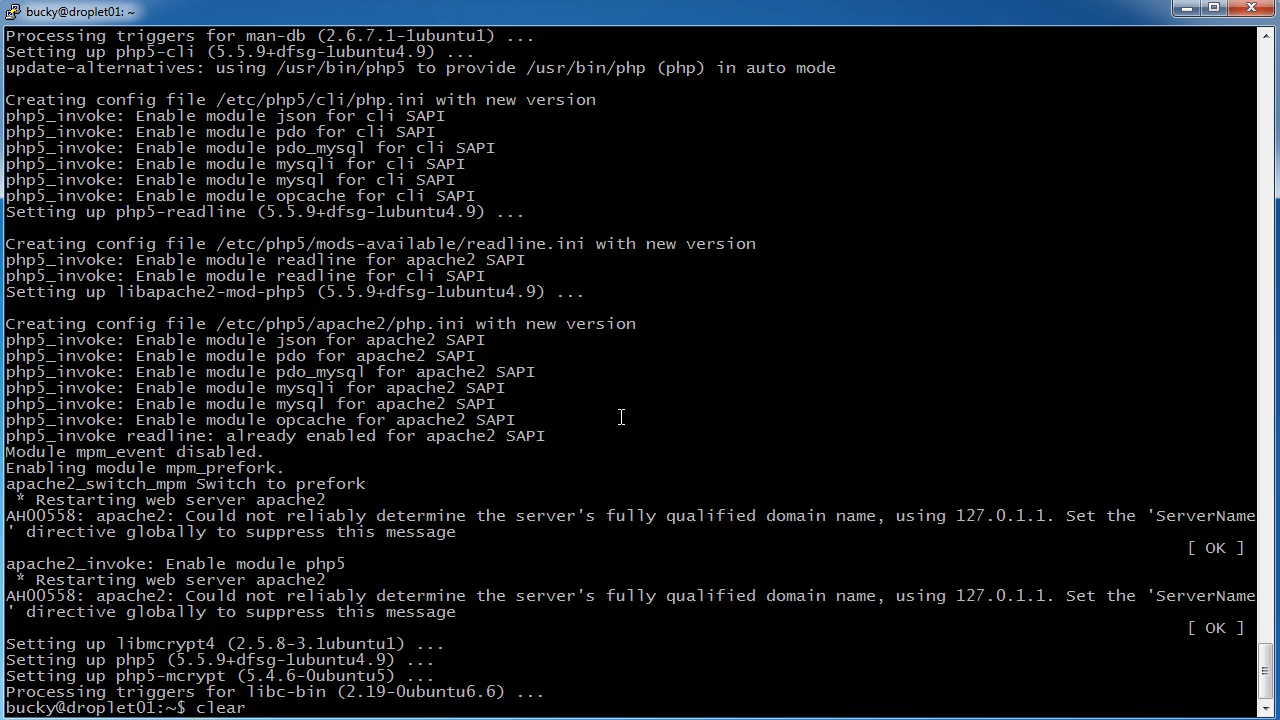 bucky@droplet01: ~
Processing triggers for man-db (2.6.7.1-1ubuntu1) ...
Setting up php5-cli (5.5.9+dfsg-1ubuntu4.9) ...
update-alternatives: using /usr/bin/php5 to provide /usr/bin/php (php) in auto mode
Creating config file /etc/php5/cli/php.ini with new version
php5_invoke: Enable module json for cli SAPI
php5_invoke: Enable module pdo for cli SAPI
php5_invoke: Enable module pdo_mysql for cli SAPI
php5_invoke: Enable module mysqli for cli SAPI
php5_invoke: Enable module mysql for cli SAPI
php5_invoke: Enable module opcache for cli SAPI
Setting up php5-readline (5.5.9+dfsg-1ubuntu4.9) ...
Creating config file /etc/php5/mods-available/readline.ini with new version
php5_invoke: Enable module readline for apache2 SAPI
php5_invoke: Enable module readline for cli SAPI
Setting up libapache2-mod-php5 (5.5.9+dfsg-1ubuntu4.9) ...
Creating config file /etc/php5/apache2/php.ini with new version
php5_invoke: Enable module json for apache2 SAPI
php5_invoke: Enable module pdo for apache2 SAPI
php5_invoke: Enable module pdo_mysql for apache2 SAPI
php5_invoke: Enable module mysqli for apache2 SAPI
php5_invoke: Enable module mysql for apache2 SAPI
php5_invoke: Enable module opcache for apache2 SAPI
php5_invoke readline: already enabled for apache2 SAPI
Module mpm_event disabled.
Enabling module mpm_prefork.
apache2_switch_mpm Switch to prefork
 * Restarting web server apache2
AH00558: apache2: Could not reliably determine the server's fully qualified domain name, using 127.0.1.1. Set the 'ServerName
' directive globally to suppress this message
[ OK ]
apache2_invoke: Enable module php5
 * Restarting web server apache2
AH00558: apache2: Could not reliably determine the server's fully qualified domain name, using 127.0.1.1. Set the 'ServerName
' directive globally to suppress this message
[ OK ]
Setting up libmcrypt4 (2.5.8-3.1ubuntu1) ...
Setting up php5 (5.5.9+dfsg-1ubuntu4.9) ...
Setting up php5-mcrypt (5.4.6-0ubuntu5) ...
Processing triggers for libc-bin (2.19-0ubuntu6.6) ...
bucky@droplet01:~$ clear